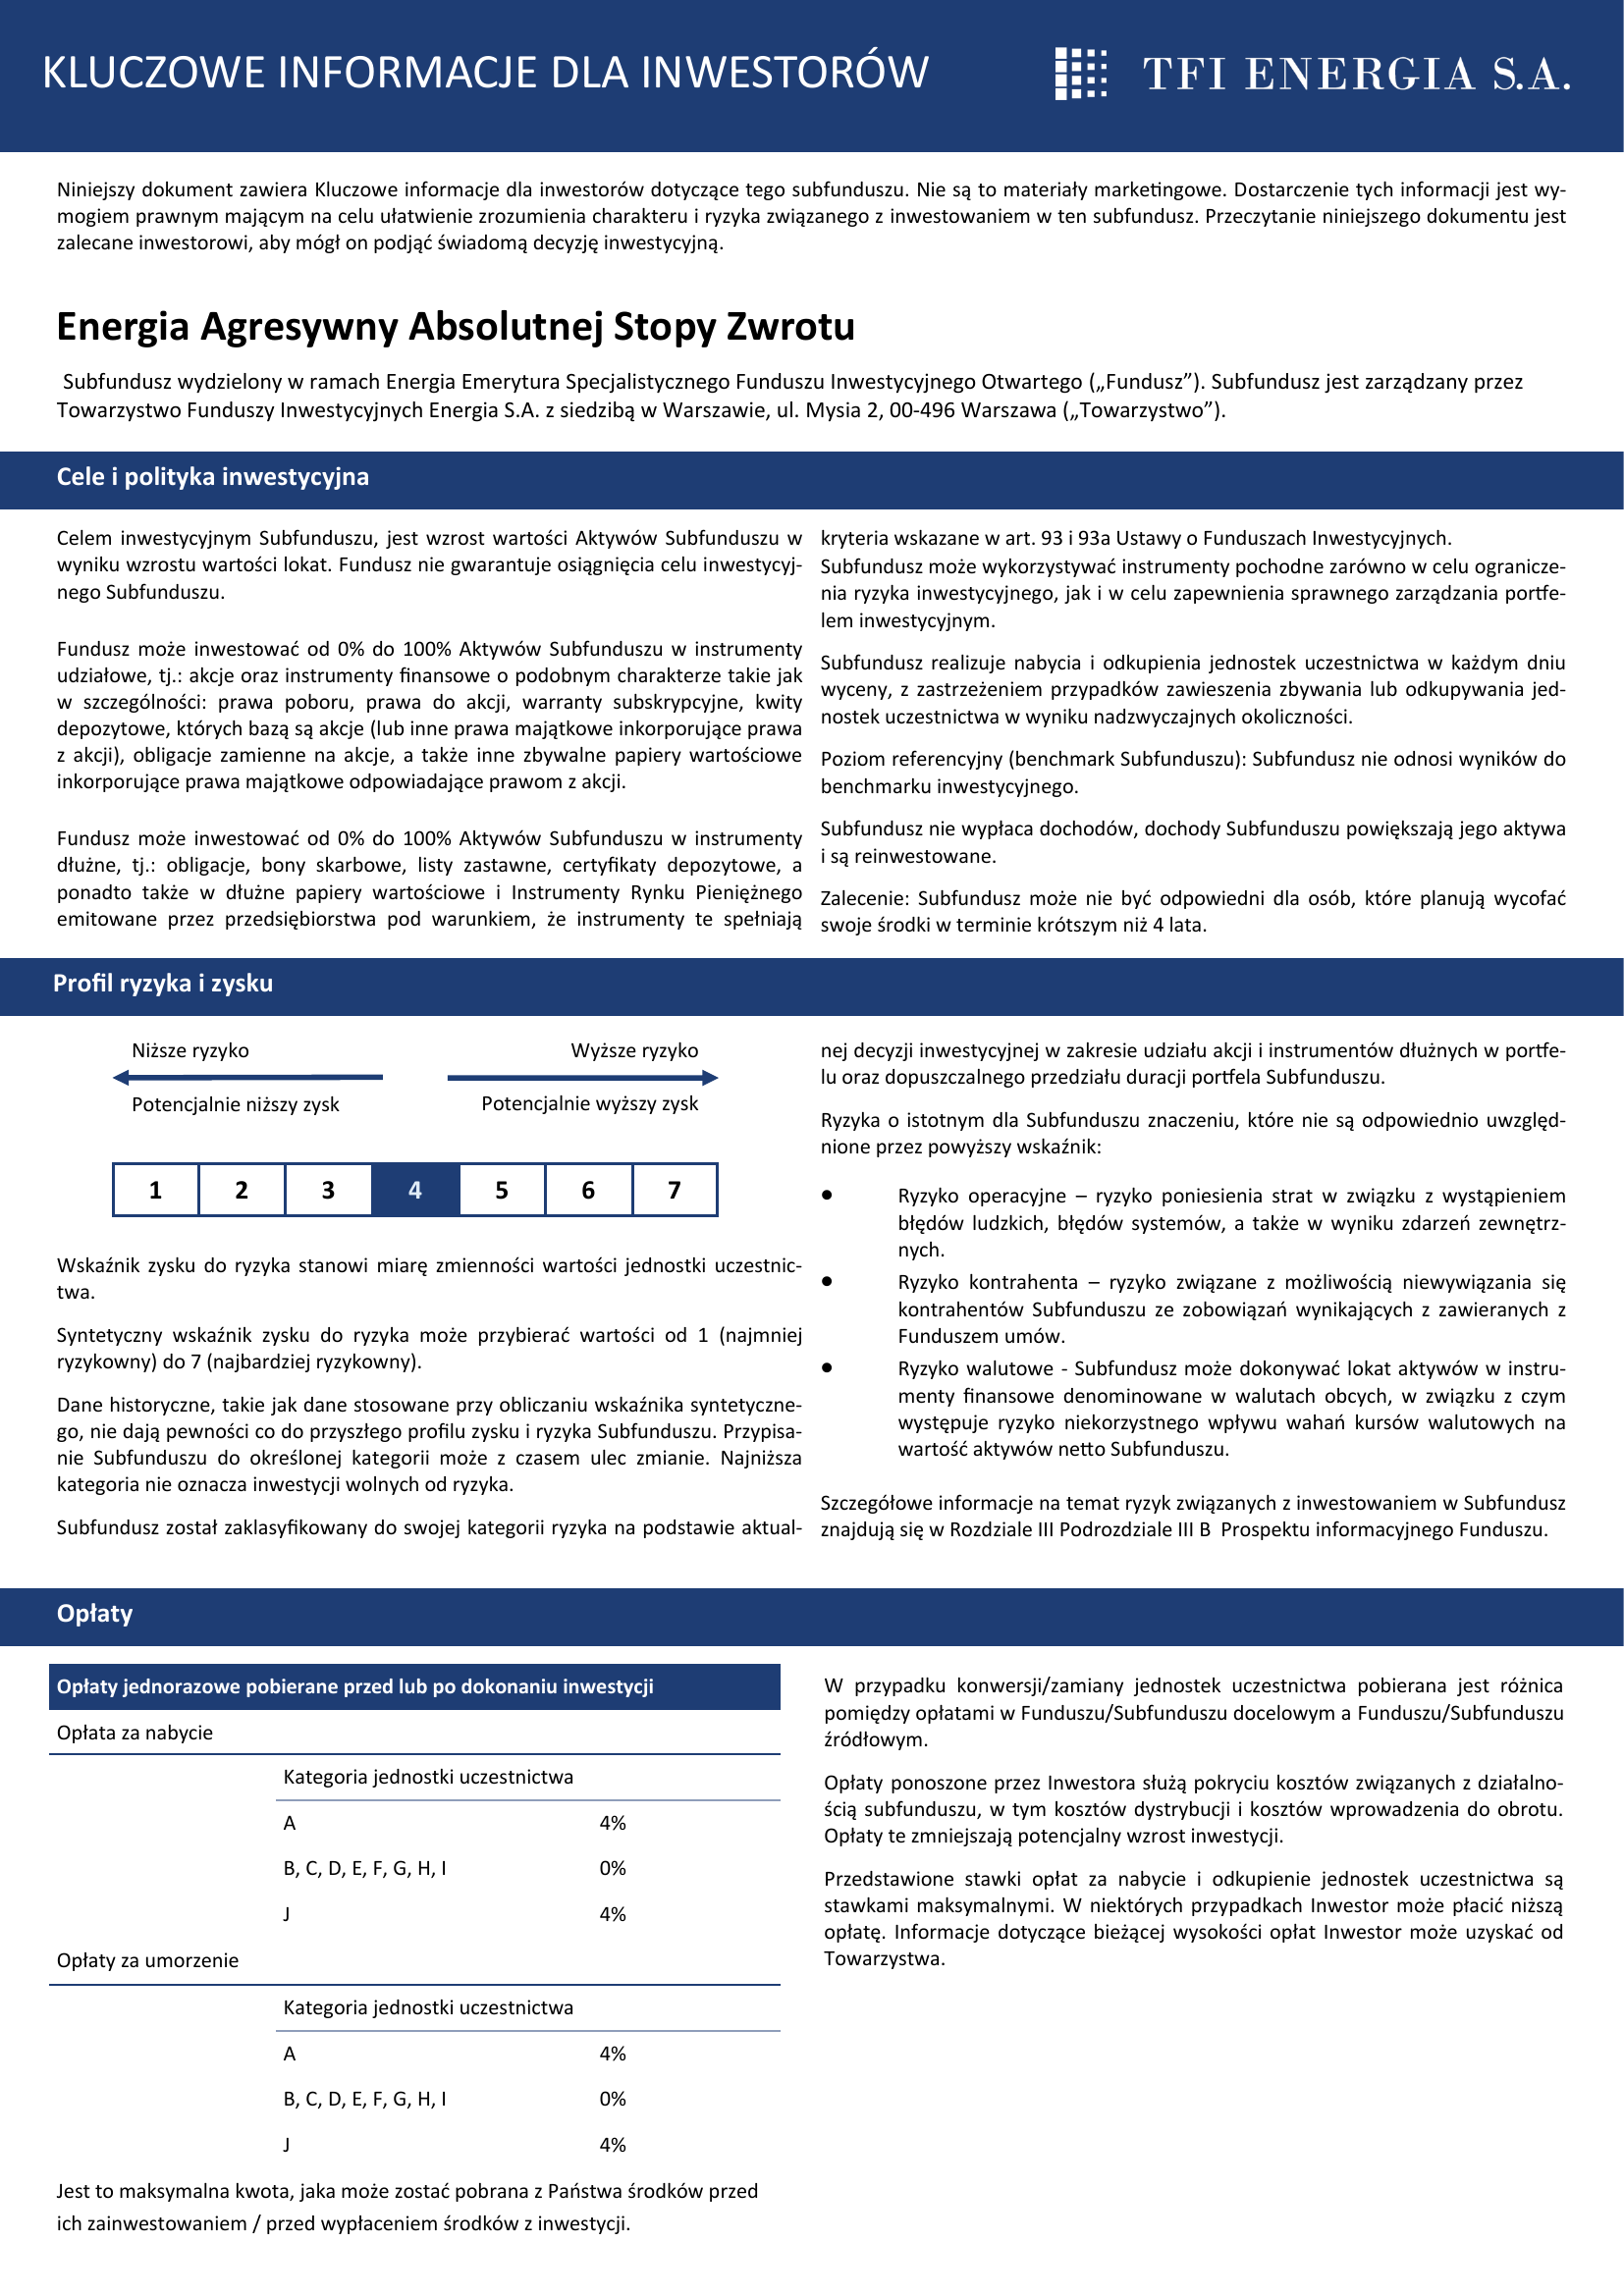 KLUCZOWE INFORMACJE DLA INWESTORÓW
TFI ENERGIA S.A.
Niniejszy dokument zawiera Kluczowe informacje dla inwestorów dotyczące tego subfunduszu. Nie są to materiały marketingowe. Dostarczenie tych informacji jest wy-
mogiem prawnym mającym na celu ułatwienie zrozumienia charakteru i ryzyka związanego z inwestowaniem w ten subfundusz. Przeczytanie niniejszego dokumentu jest
zalecane inwestorowi, aby mógł on podjąć świadomą decyzję inwestycyjną.
Energia Agresywny Absolutnej Stopy Zwrotu
Subfundusz wydzielony w ramach Energia Emerytura Specjalistycznego Funduszu Inwestycyjnego Otwartego („Fundusz”). Subfundusz jest zarządzany przez
Towarzystwo Funduszy Inwestycyjnych Energia S.A. z siedzibą w Warszawie, ul. Mysia 2, 00-496 Warszawa („Towarzystwo”).
Cele i polityka inwestycyjna
Celem inwestycyjnym Subfunduszu, jest wzrost wartości Aktywów Subfunduszu w
wyniku wzrostu wartości lokat. Fundusz nie gwarantuje osiągnięcia celu inwestycyj-
nego Subfunduszu.
Fundusz może inwestować od 0% do 100% Aktywów Subfunduszu w instrumenty
udziałowe, tj.: akcje oraz instrumenty finansowe o podobnym charakterze takie jak
w szczególności: prawa poboru, prawa do akcji, warranty subskrypcyjne, kwity
depozytowe, których bazą są akcje (lub inne prawa majątkowe inkorporujące prawa
z akcji), obligacje zamienne na akcje, a także inne zbywalne papiery wartościowe
inkorporujące prawa majątkowe odpowiadające prawom z akcji.
Fundusz może inwestować od 0% do 100% Aktywów Subfunduszu w instrumenty
dłużne, tj.: obligacje, bony skarbowe, listy zastawne, certyfikaty depozytowe, a
ponadto także w dłużne papiery wartościowe i Instrumenty Rynku Pieniężnego
emitowane przez przedsiębiorstwa pod warunkiem, że instrumenty te spełniają
kryteria wskazane w art. 93 i 93a Ustawy o Funduszach Inwestycyjnych.
Subfundusz może wykorzystywać instrumenty pochodne zarówno w celu ogranicze-
nia ryzyka inwestycyjnego, jak i w celu zapewnienia sprawnego zarządzania portfe-
lem inwestycyjnym.
Subfundusz realizuje nabycia i odkupienia jednostek uczestnictwa w każdym dniu
wyceny, z zastrzeżeniem przypadków zawieszenia zbywania lub odkupywania jed-
nostek uczestnictwa w wyniku nadzwyczajnych okoliczności.
Poziom referencyjny (benchmark Subfunduszu): Subfundusz nie odnosi wyników do
benchmarku inwestycyjnego.
Subfundusz nie wypłaca dochodów, dochody Subfunduszu powiększają jego aktywa
i są reinwestowane.
Zalecenie: Subfundusz może nie być odpowiedni dla osób, które planują wycofać
swoje środki w terminie krótszym niż 4 lata.
Profil ryzyka i zysku
Niższe ryzyko
Wyższe ryzyko
Potencjalnie niższy zysk
Potencjalnie wyższy zysk
1 2 3 4 5 6 7
Wskaźnik zysku do ryzyka stanowi miarę zmienności wartości jednostki uczestnic-
twa.
Syntetyczny wskaźnik zysku do ryzyka może przybierać wartości od 1 (najmniej
ryzykowny) do 7 (najbardziej ryzykowny).
Dane historyczne, takie jak dane stosowane przy obliczaniu wskaźnika syntetyczne-
go, nie dają pewności co do przyszłego profilu zysku i ryzyka Subfunduszu. Przypisa-
nie Subfunduszu do określonej kategorii może z czasem ulec zmianie. Najniższa
kategoria nie oznacza inwestycji wolnych od ryzyka.
Subfundusz został zaklasyfikowany do swojej kategorii ryzyka na podstawie aktual-
nej decyzji inwestycyjnej w zakresie udziału akcji i instrumentów dłużnych w portfe-
lu oraz dopuszczalnego przedziału duracji portfela Subfunduszu.
Ryzyka o istotnym dla Subfunduszu znaczeniu, które nie są odpowiednio uwzględ-
nione przez powyższy wskaźnik:
• Ryzyko operacyjne – ryzyko poniesienia strat w związku z wystąpieniem
błędów ludzkich, błędów systemów, a także w wyniku zdarzeń zewnętrz-
nych.
• Ryzyko kontrahenta – ryzyko związane z możliwością niewywiązania się
kontrahentów Subfunduszu ze zobowiązań wynikających z zawieranych z
Funduszem umów.
• Ryzyko walutowe - Subfundusz może dokonywać lokat aktywów w instru-
menty finansowe denominowane w walutach obcych, w związku z czym
występuje ryzyko niekorzystnego wpływu wahań kursów walutowych na
wartość aktywów netto Subfunduszu.
Szczegółowe informacje na temat ryzyk związanych z inwestowaniem w Subfundusz
znajdują się w Rozdziale III Podrozdziale III B Prospektu informacyjnego Funduszu.
Opłaty
Opłaty jednorazowe pobierane przed lub po dokonaniu inwestycji
Opłata za nabycie
Kategoria jednostki uczestnictwa
A 4%
B, C, D, E, F, G, H, I 0%
J 4%
Opłaty za umorzenie
Kategoria jednostki uczestnictwa
A 4%
B, C, D, E, F, G, H, I 0%
J 4%
Jest to maksymalna kwota, jaka może zostać pobrana z Państwa środków przed
ich zainwestowaniem / przed wypłaceniem środków z inwestycji.
W przypadku konwersji/zamiany jednostek uczestnictwa pobierana jest różnica
pomiędzy opłatami w Funduszu/Subfunduszu docelowym a Funduszu/Subfunduszu
źródłowym.
Opłaty ponoszone przez Inwestora służą pokryciu kosztów związanych z działalno-
ścią subfunduszu, w tym kosztów dystrybucji i kosztów wprowadzenia do obrotu.
Opłaty te zmniejszają potencjalny wzrost inwestycji.
Przedstawione stawki opłat za nabycie i odkupienie jednostek uczestnictwa są
stawkami maksymalnymi. W niektórych przypadkach Inwestor może płacić niższą
opłatę. Informacje dotyczące bieżącej wysokości opłat Inwestor może uzyskać od
Towarzystwa.